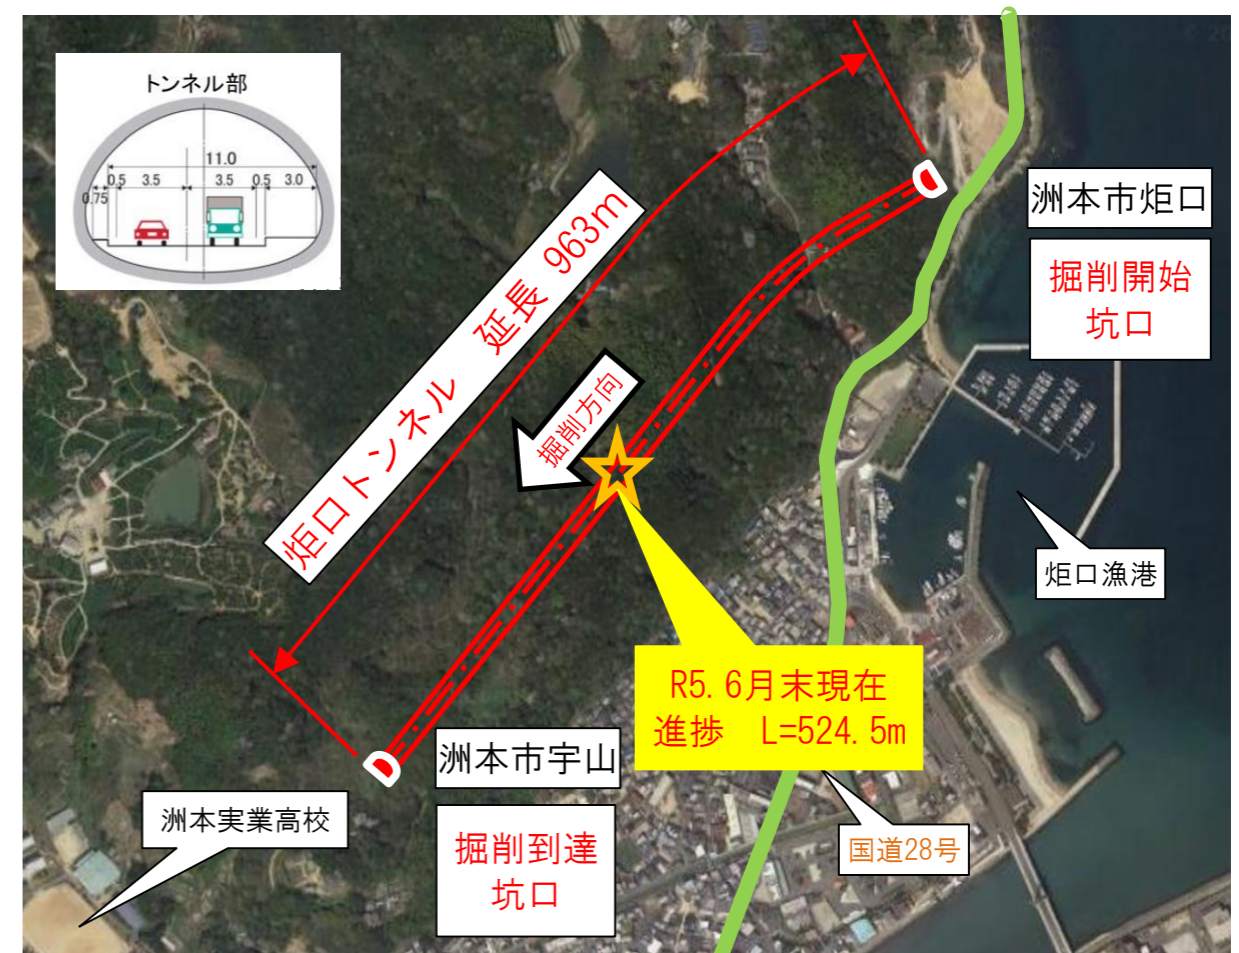 トンネル部
11.0
0.5 3.5 3.5 0.5 3.0
0.75
炬口トンネル 延長 963m
掘削方向
洲本市炬口
掘削開始
坑口
炬口漁港
R5.6月末現在
進捗 L=524.5m
洲本市宇山
掘削到達
坑口
洲本実業高校
国道28号